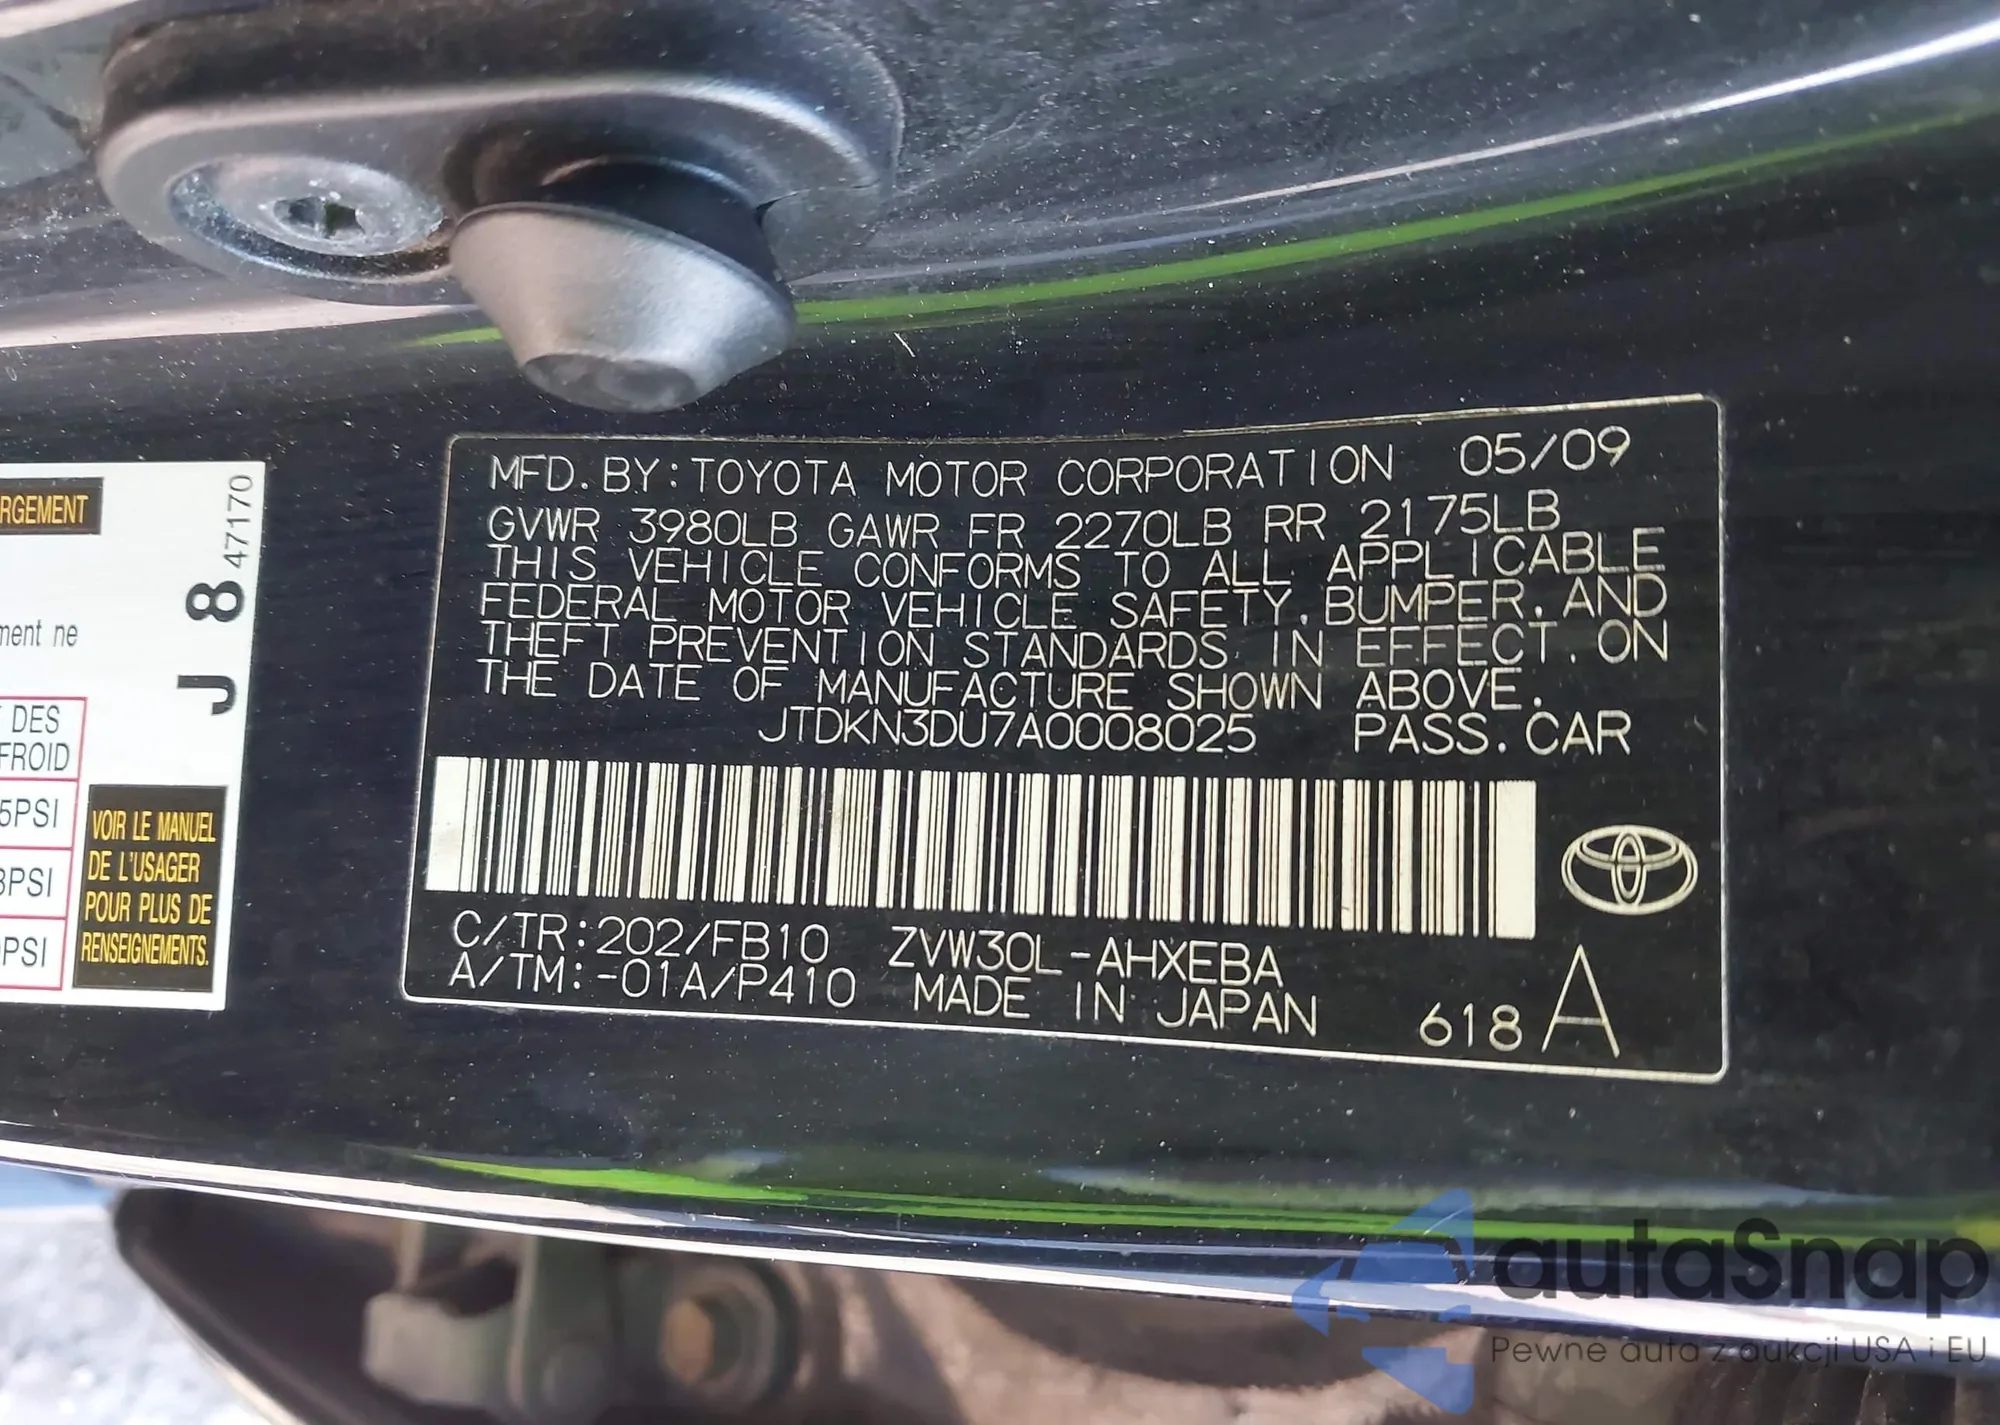 RGEMENT
47170
J 8
ment ne
DES
FROID
5PSI
PSI
PSI
VOIR LE MANUEL
DE L'USAGER
POUR PLUS DE
RENSEIGNEMENTS.
MFD. BY: TOYOTA MOTOR CORPORATION 05/09
GVWR 3980LB GAWR FR 2270LB RR 2175LB
THIS VEHICLE CONFORMS TO ALL APPLICABLE
FEDERAL MOTOR VEHICLE SAFETY, BUMPER, AND
THEFT PREVENTION STANDARDS IN EFFECT ON
THE DATE OF MANUFACTURE SHOWN ABOVE.
JTDKN3DU7A0008025 PASS. CAR
C/TR: 202/FB10 ZVW30L-AHXEBA
A/TM: -01A/P410 MADE IN JAPAN
618 A
autaSnap
Pewne auta z aukcji USA i EU